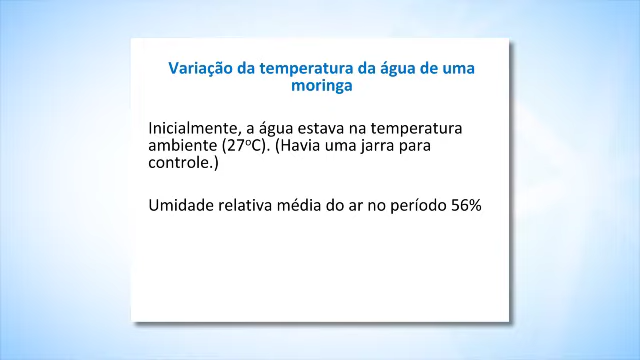 Variação da temperatura da água de uma
moringa
Inicialmente, a água estava na temperatura
ambiente (27ºC). (Havia uma jarra para
controle.)
Umidade relativa média do ar no período 56%